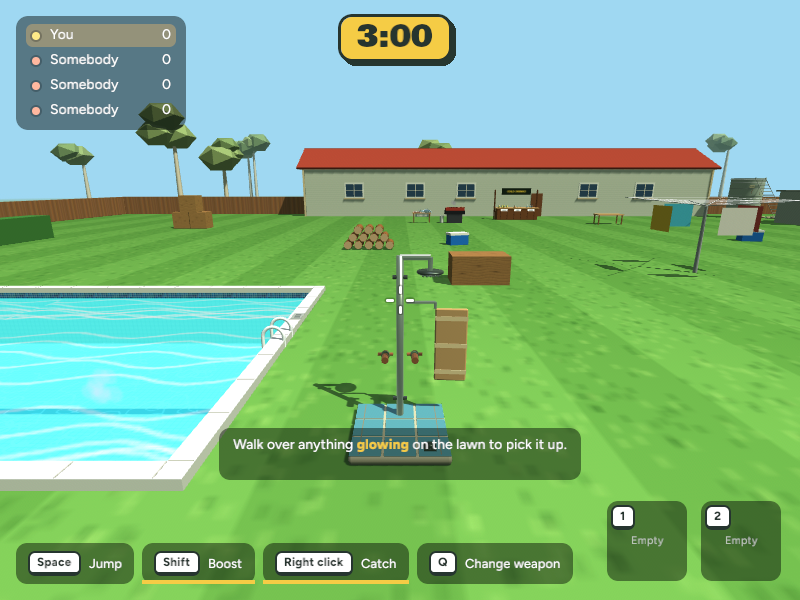 You 0
Somebody 0
Somebody 0
Somebody 0
3:00
Walk over anything glowing on the lawn to pick it up.
Space Jump
Shift Boost
Right click Catch
Q Change weapon
1 Empty
2 Empty